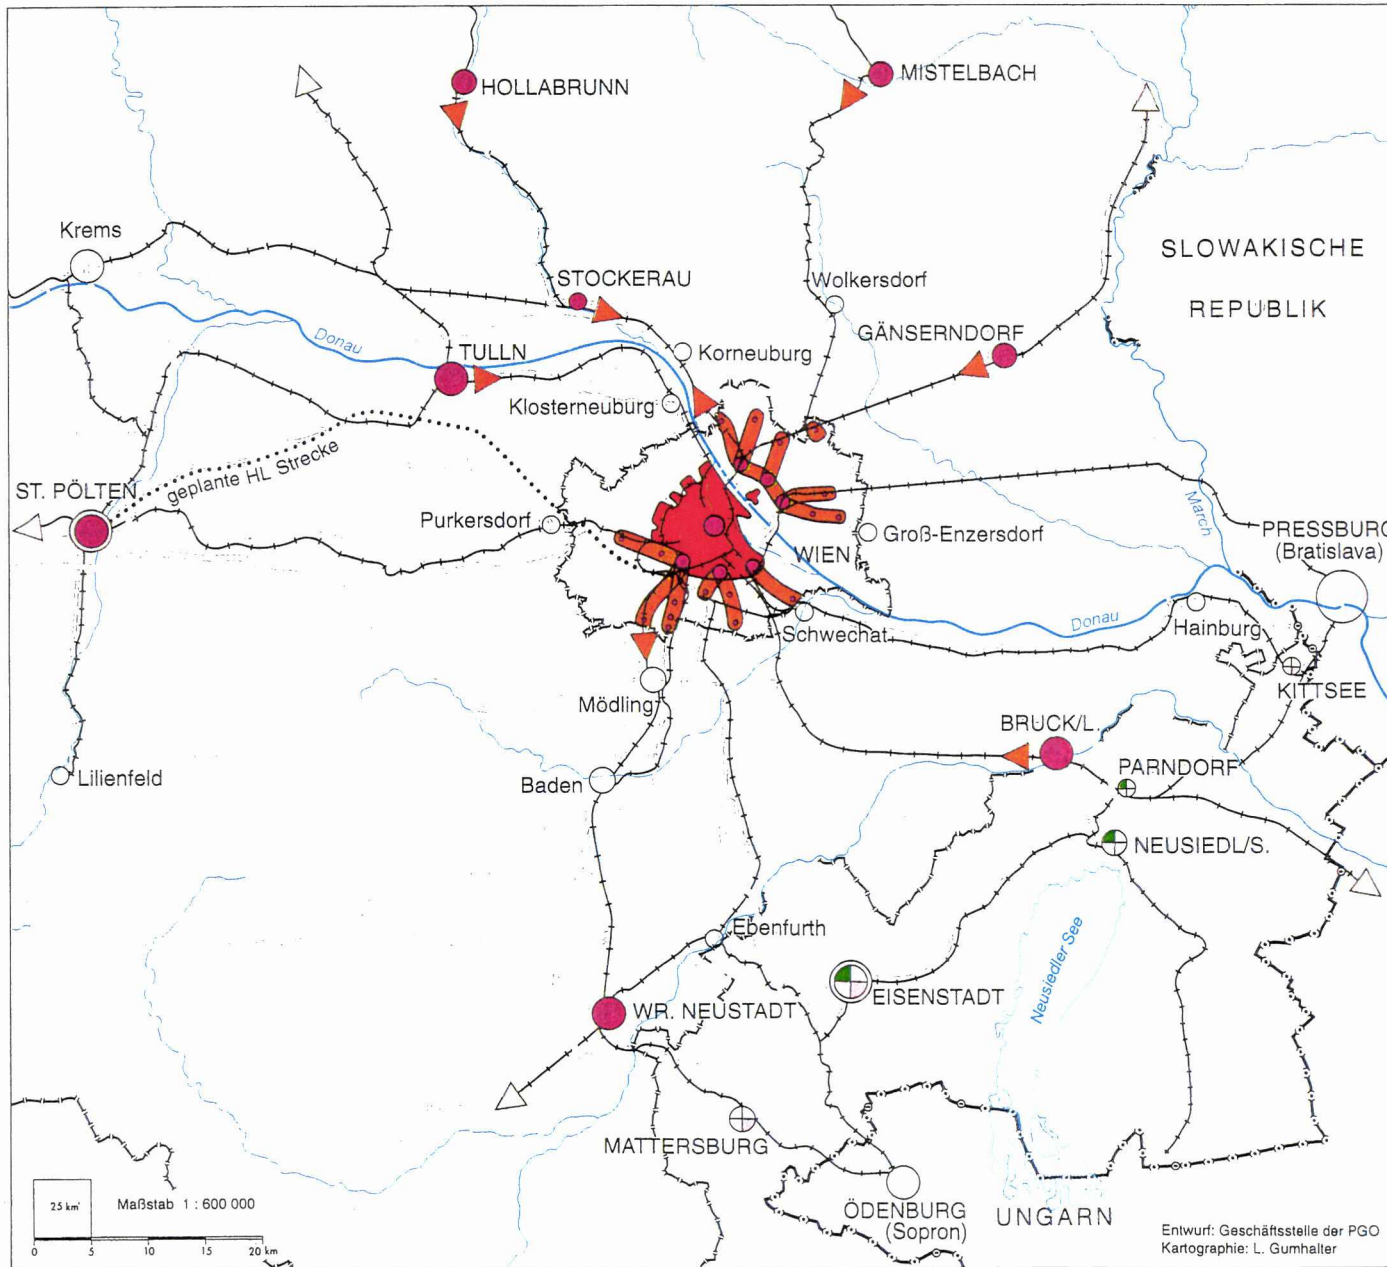 HOLLABRUNN
MISTELBACH
Krems
SLOWAKISCHE
REPUBLIK
STOCKERAU
Wolkersdorf
GÄNSERNDORF
Donau
TULLN
Korneuburg
Klosterneuburg
geplante HL Strecke
ST. PÖLTEN
Purkersdorf
WIEN
Groß-Enzersdorf
March
PRESSBURG
(Bratislava)
Donau
Hainburg
Schwechat
KITTSEE
Mödling
BRUCK/L.
PARNDORF
Lilienfeld
Baden
NEUSIEDL/S.
Ebenfurth
Neusiedler See
EISENSTADT
WR. NEUSTADT
MATTERSBURG
ÖDENBURG
(Sopron)
UNGARN
25 km²
Maßstab 1 : 600 000
0 5 10 15 20 km
Entwurf: Geschäftsstelle der PGO
Kartographie: L. Gumhalter